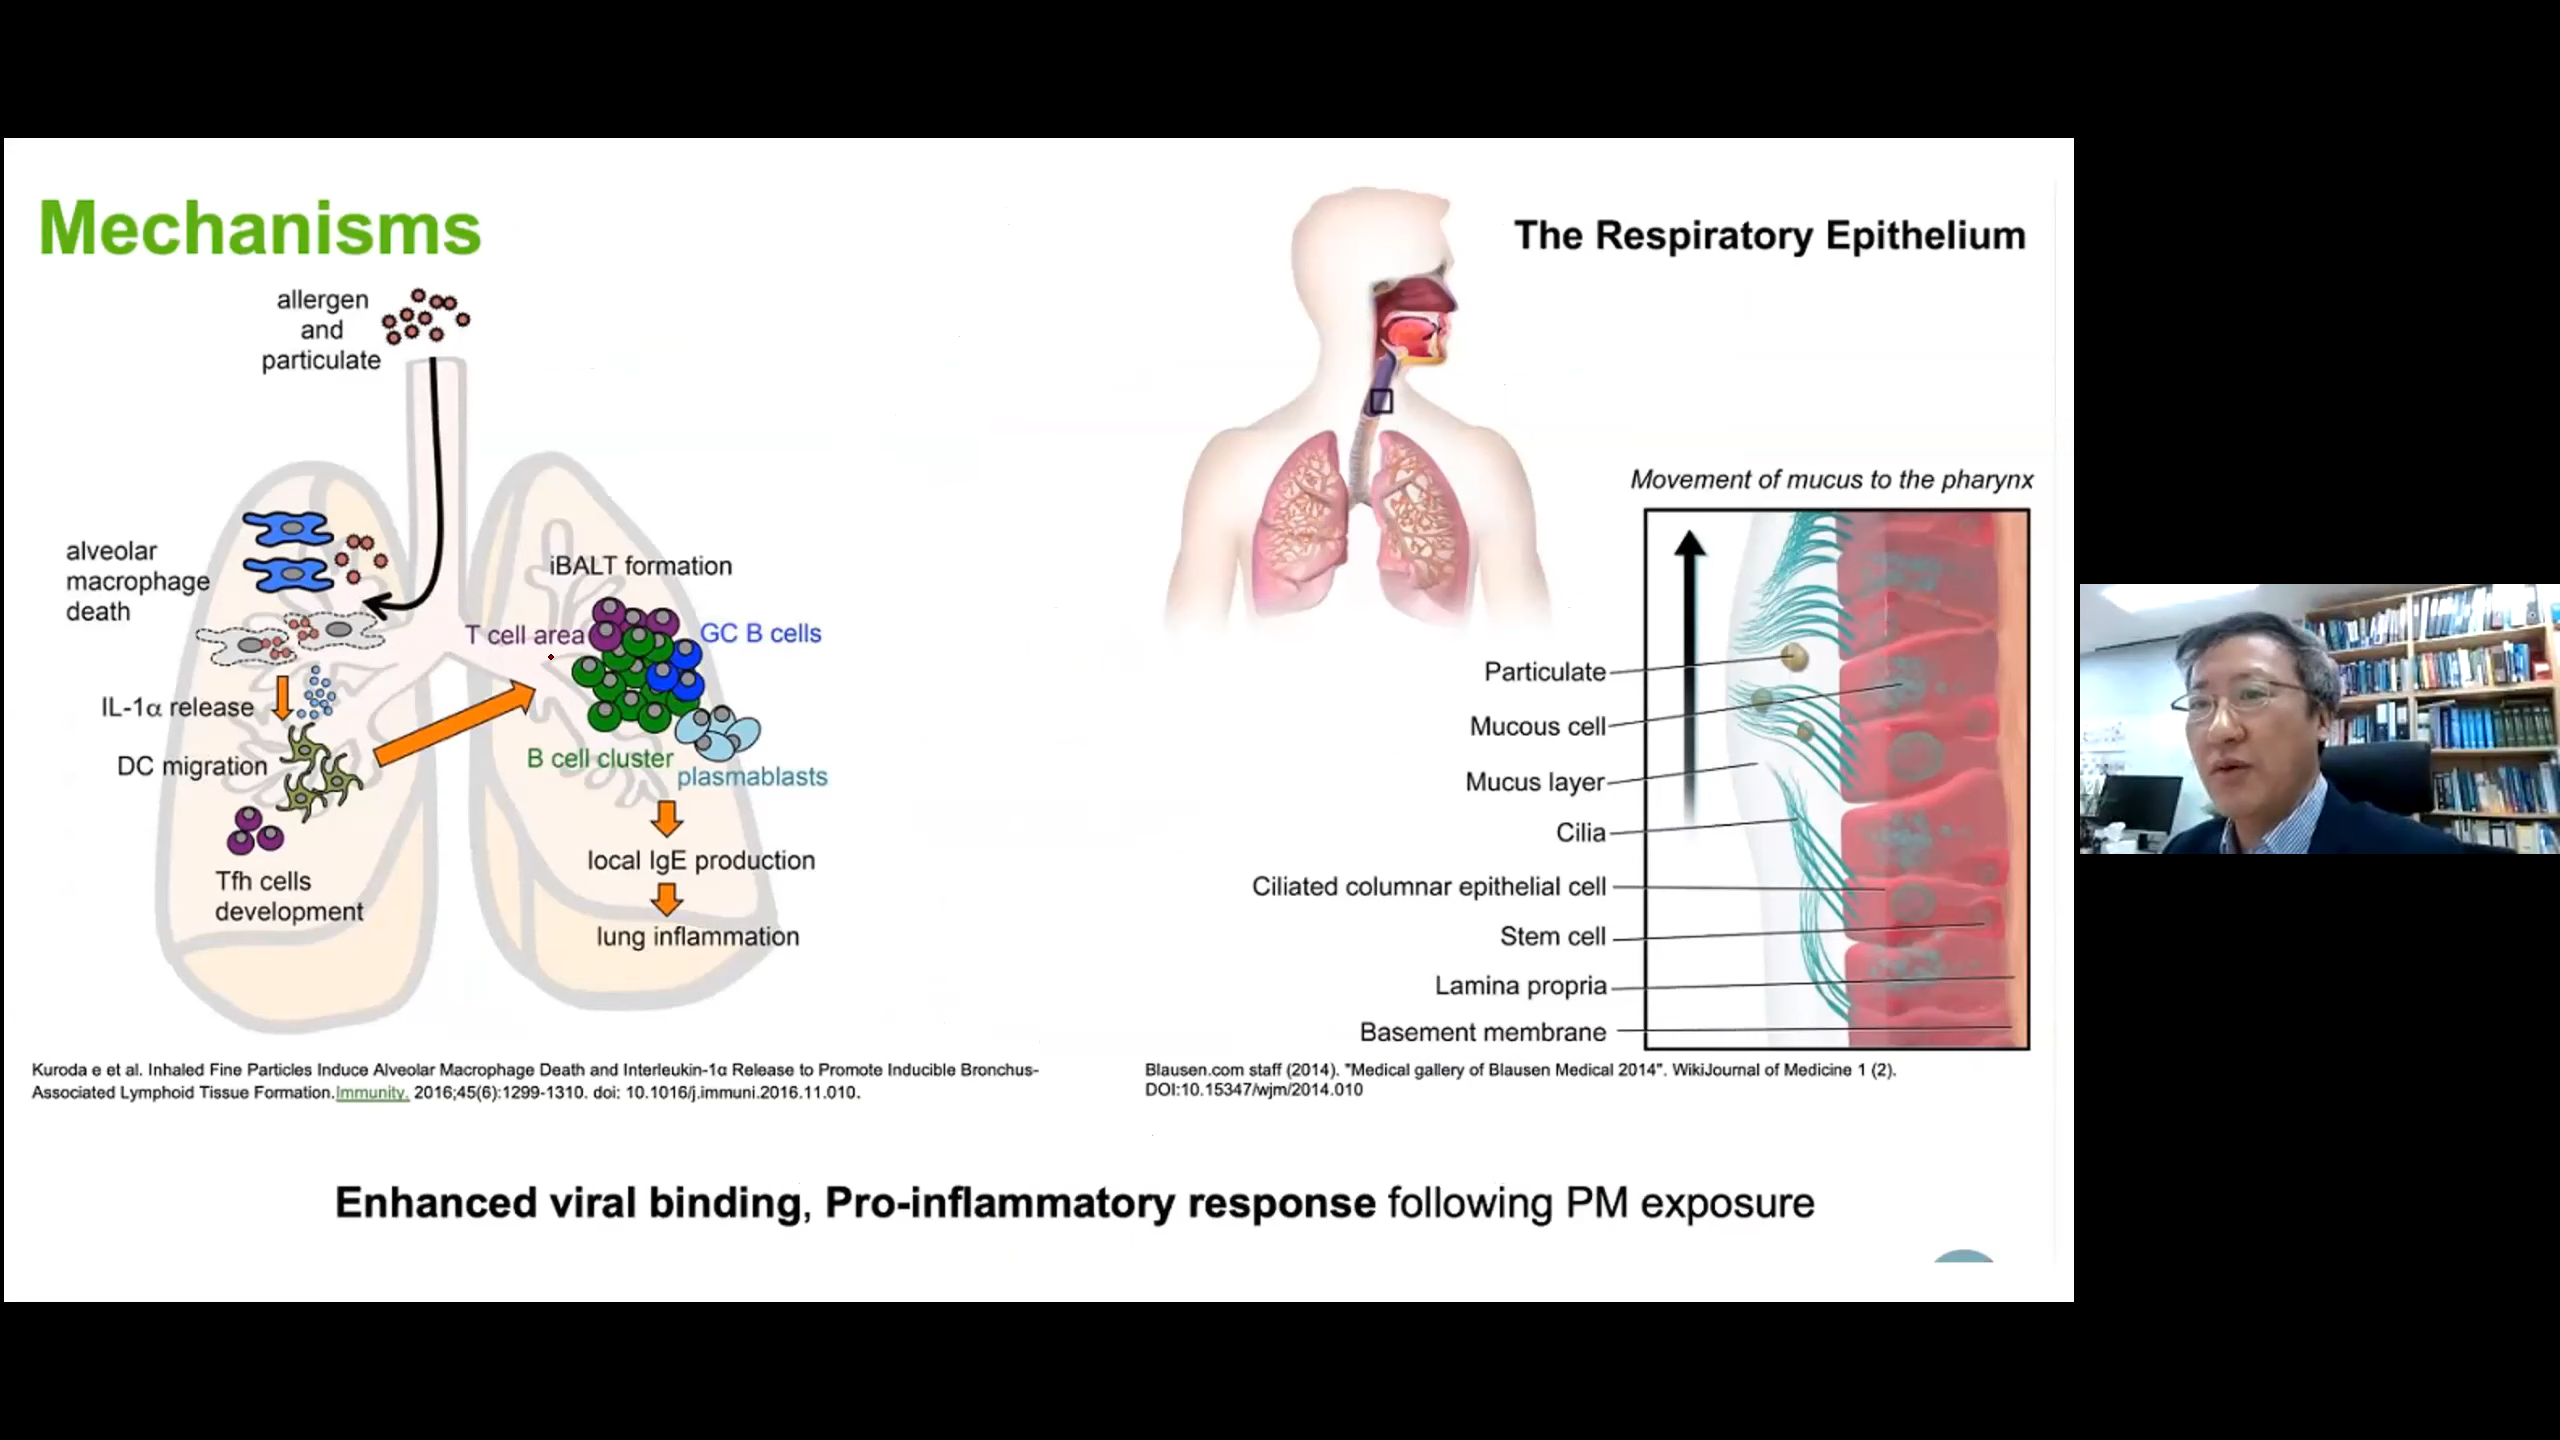 Mechanisms
allergen
and
particulate
alveolar
macrophage
death
IL-1α release
DC migration
Tfh cells
development
iBALT formation
T cell area
GC B cells
B cell cluster
plasmablasts
local IgE production
lung inflammation
Kuroda e et al. Inhaled Fine Particles Induce Alveolar Macrophage Death and Interleukin-1α Release to Promote Inducible Bronchus-
Associated Lymphoid Tissue Formation.Immunity. 2016;45(6):1299-1310. doi: 10.1016/j.immuni.2016.11.010.
The Respiratory Epithelium
Movement of mucus to the pharynx
Particulate
Mucous cell
Mucus layer
Cilia
Ciliated columnar epithelial cell
Stem cell
Lamina propria
Basement membrane
Blausen.com staff (2014). "Medical gallery of Blausen Medical 2014". WikiJournal of Medicine 1 (2).
DOI:10.15347/wjm/2014.010
Enhanced viral binding, Pro-inflammatory response following PM exposure